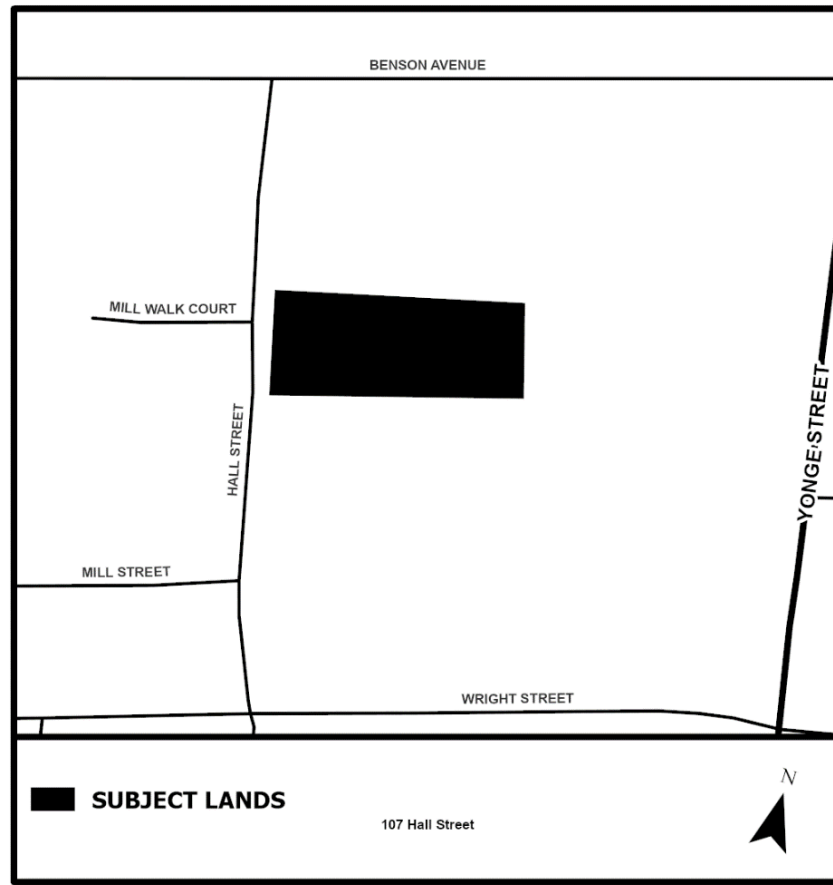 BENSON AVENUE
MILL WALK COURT
HALL STREET
YONGE STREET
MILL STREET
WRIGHT STREET
SUBJECT LANDS
107 Hall Street
N